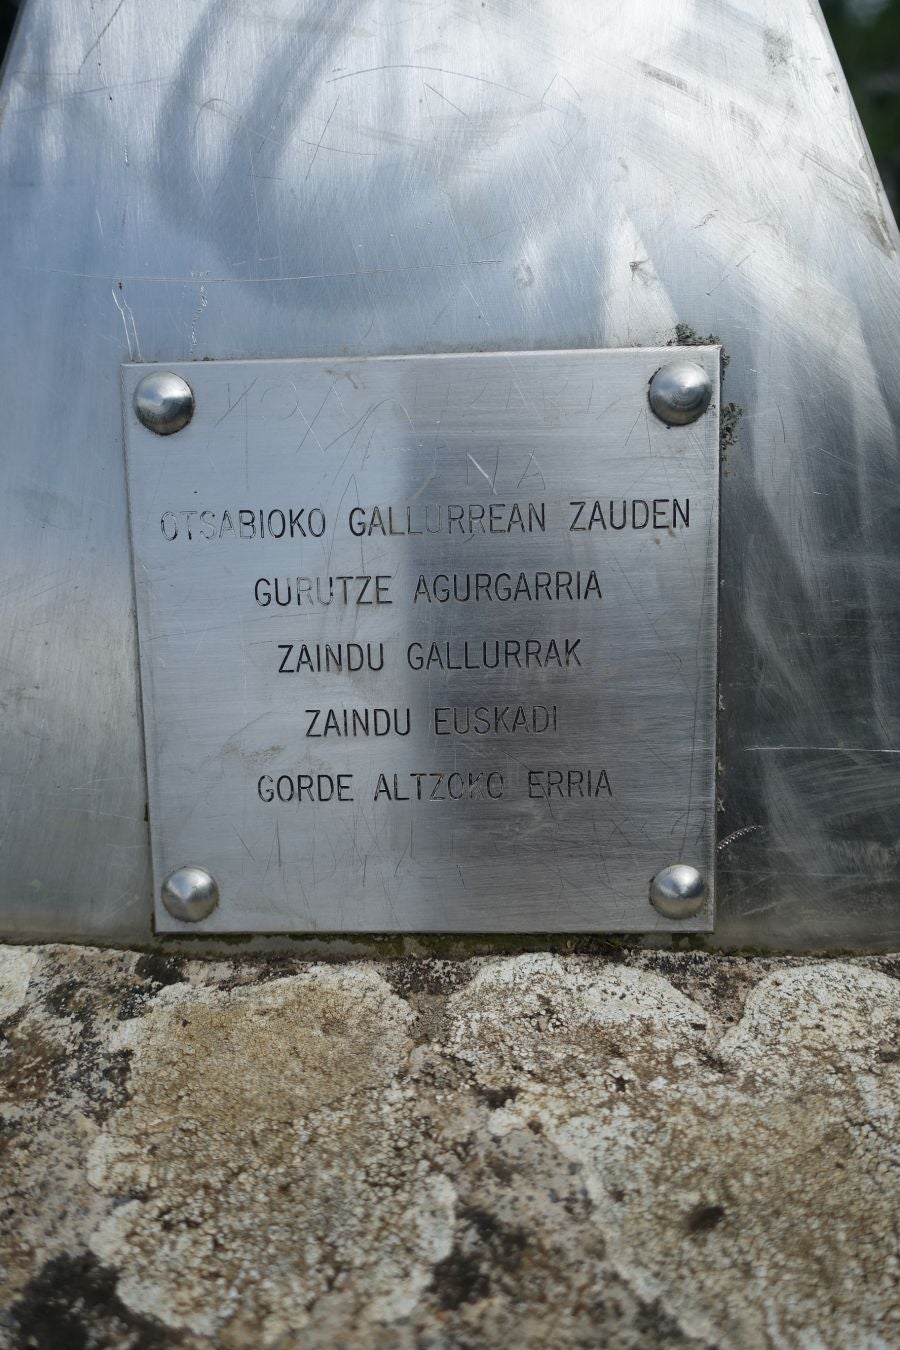 OTSABIOKO GALLURREAN ZAUDEN
GURUTZE AGURGARRIA
ZAINDU GALLURRAK
ZAINDU EUSKADI
GORDE ALTZOKO ERRIA